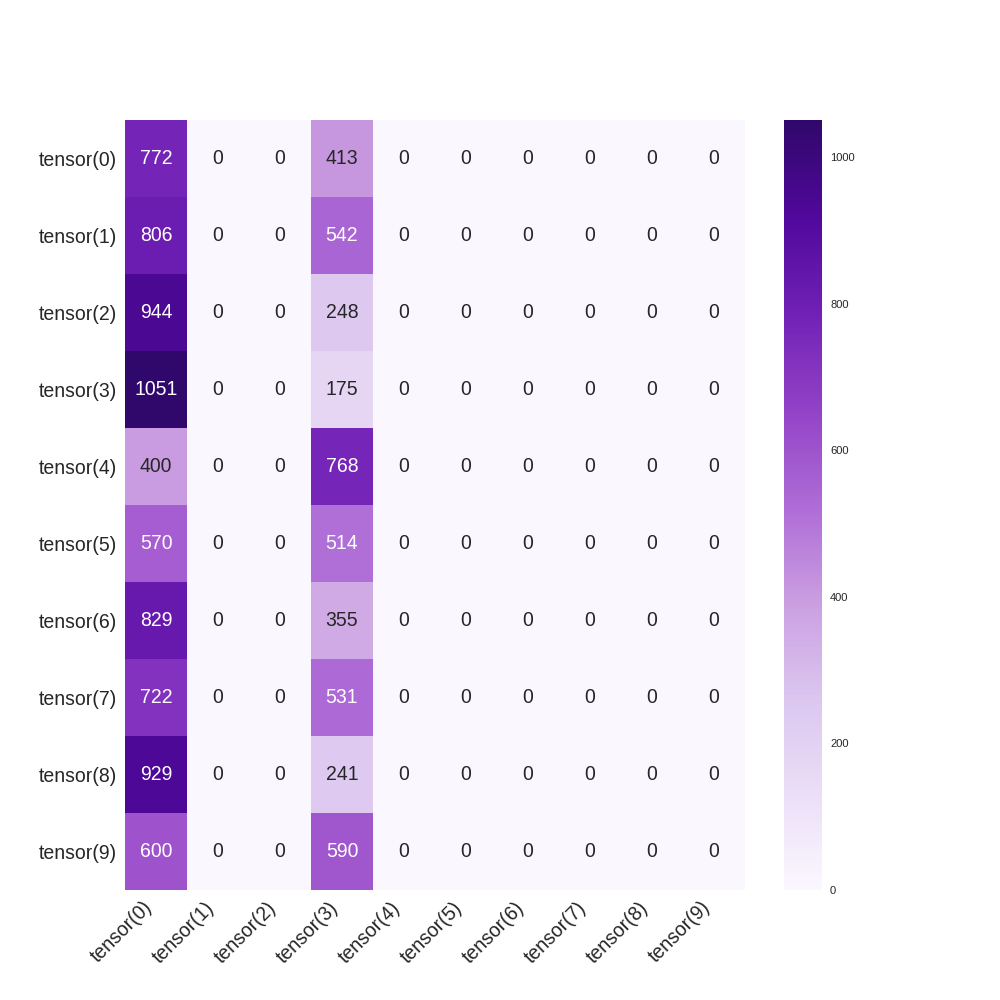 tensor(0) 772 0 0 413 0 0 0 0 0 0
tensor(1) 806 0 0 542 0 0 0 0 0 0
tensor(2) 944 0 0 248 0 0 0 0 0 0
tensor(3) 1051 0 0 175 0 0 0 0 0 0
tensor(4) 400 0 0 768 0 0 0 0 0 0
tensor(5) 570 0 0 514 0 0 0 0 0 0
tensor(6) 829 0 0 355 0 0 0 0 0 0
tensor(7) 722 0 0 531 0 0 0 0 0 0
tensor(8) 929 0 0 241 0 0 0 0 0 0
tensor(9) 600 0 0 590 0 0 0 0 0 0
tensor(0) tensor(1) tensor(2) tensor(3) tensor(4) tensor(5) tensor(6) tensor(7) tensor(8) tensor(9)
1000
800
600
400
200
0